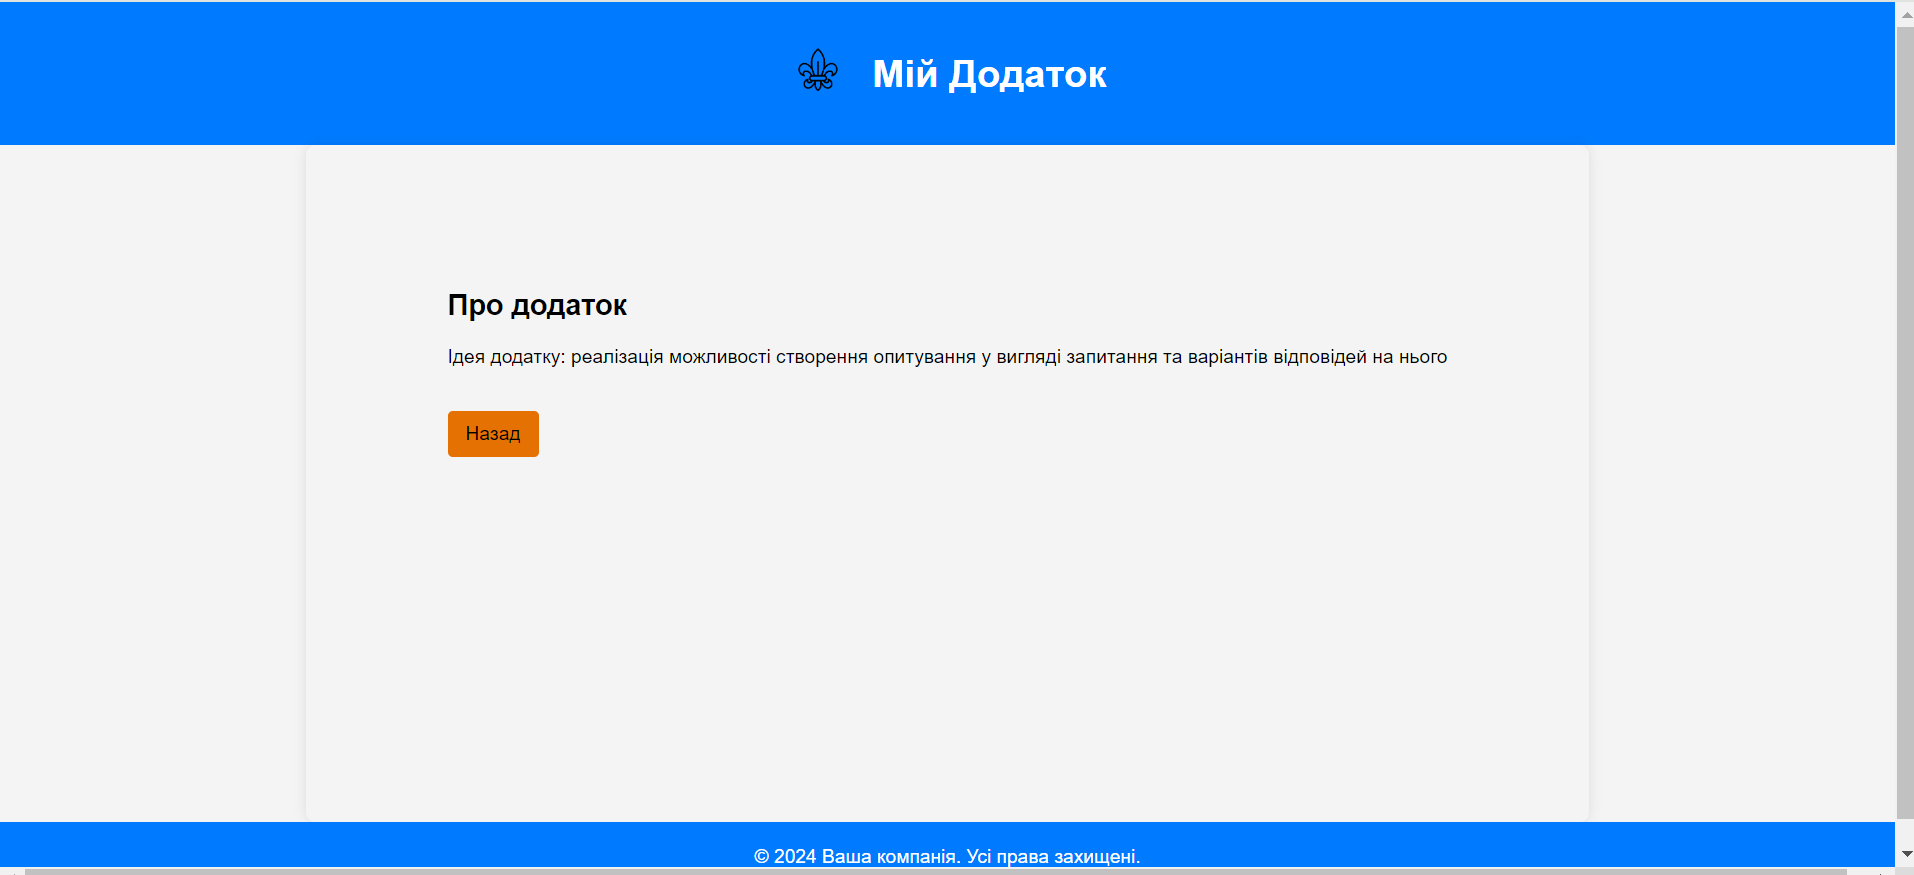 Мій Додаток
Про додаток
Ідея додатку: реалізація можливості створення опитування у вигляді запитання та варіантів відповідей на нього
Назад
© 2024 Ваша компанія. Усі права захищені.